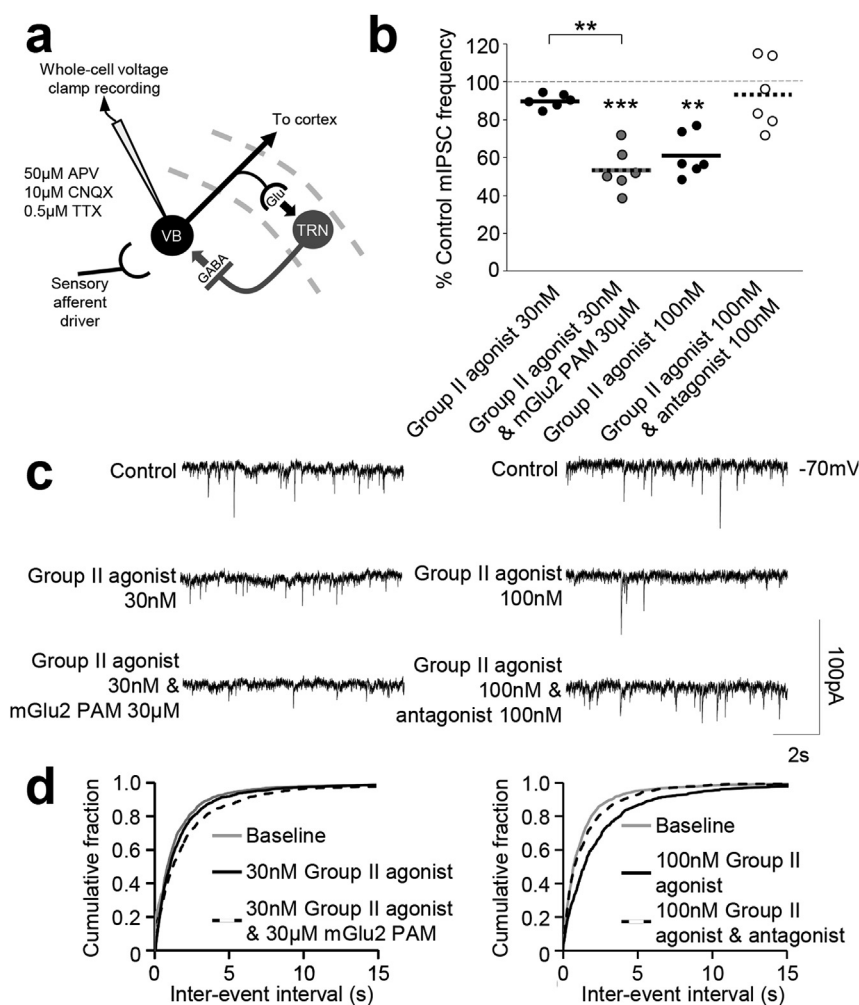 a
Whole-cell voltage
clamp recording
To cortex
50µM APV
10µM CNQX
0.5µM TTX
Glu
VB
TRN
GABA
Sensory
afferent
driver
b
% Control mIPSC frequency
120
100
80
60
40
20
0
**
***
**
Group II agonist 30nM
Group II agonist 30nM
& mGlu2 PAM 30µM
Group II agonist 100nM
Group II agonist 100nM
& antagonist 100nM
c
Control
Control
-70mV
Group II agonist
30nM
Group II agonist
100nM
Group II agonist
30nM &
mGlu2 PAM 30µM
Group II agonist
100nM &
antagonist 100nM
100pA
2s
d
Cumulative fraction
1.0
0.8
0.6
0.4
0.2
0
Baseline
30nM Group II agonist
30nM Group II agonist
& 30µM mGlu2 PAM
0
5
10
15
Inter-event interval (s)
Cumulative fraction
1.0
0.8
0.6
0.4
0.2
0
Baseline
100nM Group II
agonist
100nM Group II
agonist & antagonist
0
5
10
15
Inter-event interval (s)